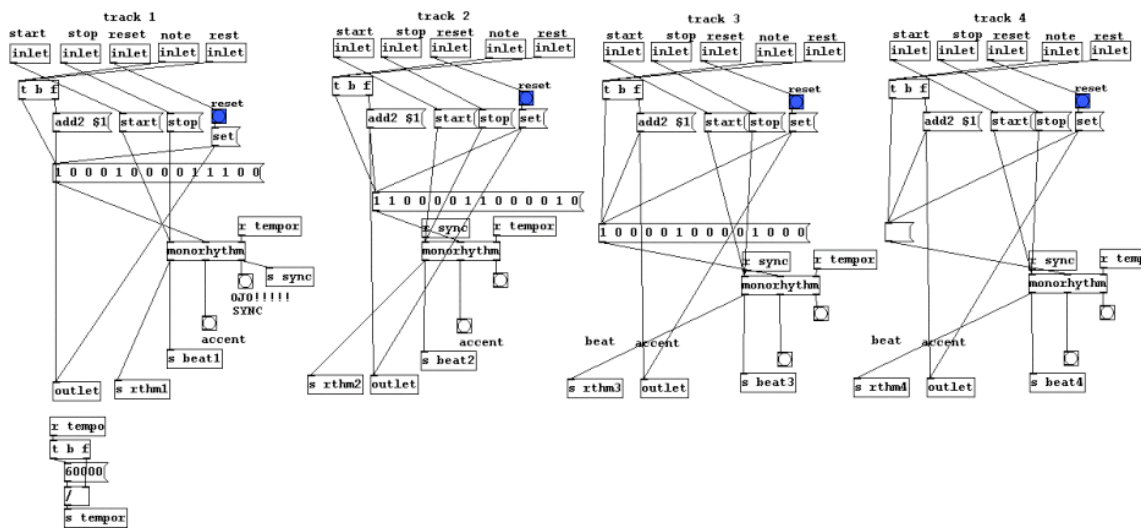 track 1
start stop reset note rest
inlet inlet inlet inlet inlet
t b f
reset
add2 $1 start stop
set
1 0 0 0 1 0 0 0 0 1 1 1 0 0
r tempor
monorhythm
s sync
OJO!!!!!
SYNC
accent
s beat1
outlet s rthm1
r tempo
t b f
60000
/
s tempor
track 2
start stop reset note rest
inlet inlet inlet inlet inlet
t b f
reset
add2 $1 start stop set
1 1 0 0 0 0 1 1 0 0 0 0 1 0
r sync r tempor
monorhythm
accent
s beat2
s rthm2 outlet
track 3
start stop reset note rest
inlet inlet inlet inlet inlet
t b f
reset
add2 $1 start stop set
1 0 0 0 0 1 0 0 0 0 1 0 0 0
r sync r tempor
monorhythm
beat accent
s beat3
s rthm3 outlet
track 4
start stop reset note rest
inlet inlet inlet inlet inlet
t b f
reset
add2 $1 start stop set
r sync r tempo
monorhythm
beat accent
s beat4
s rthm4 outlet